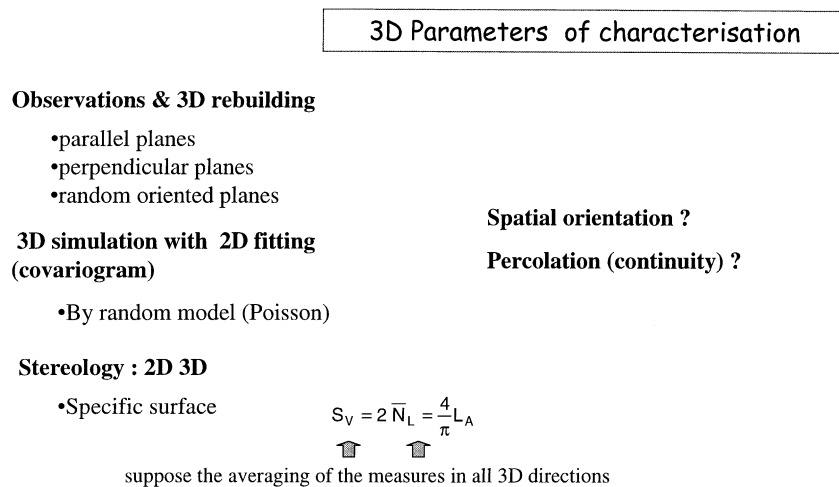 3D Parameters of characterisation
Observations & 3D rebuilding
•parallel planes
•perpendicular planes
•random oriented planes
3D simulation with 2D fitting
(covariogram)
•By random model (Poisson)
Stereology : 2D 3D
•Specific surface
S_V = 2 N̅_L = 4/π L_A
suppose the averaging of the measures in all 3D directions
Spatial orientation ?
Percolation (continuity) ?